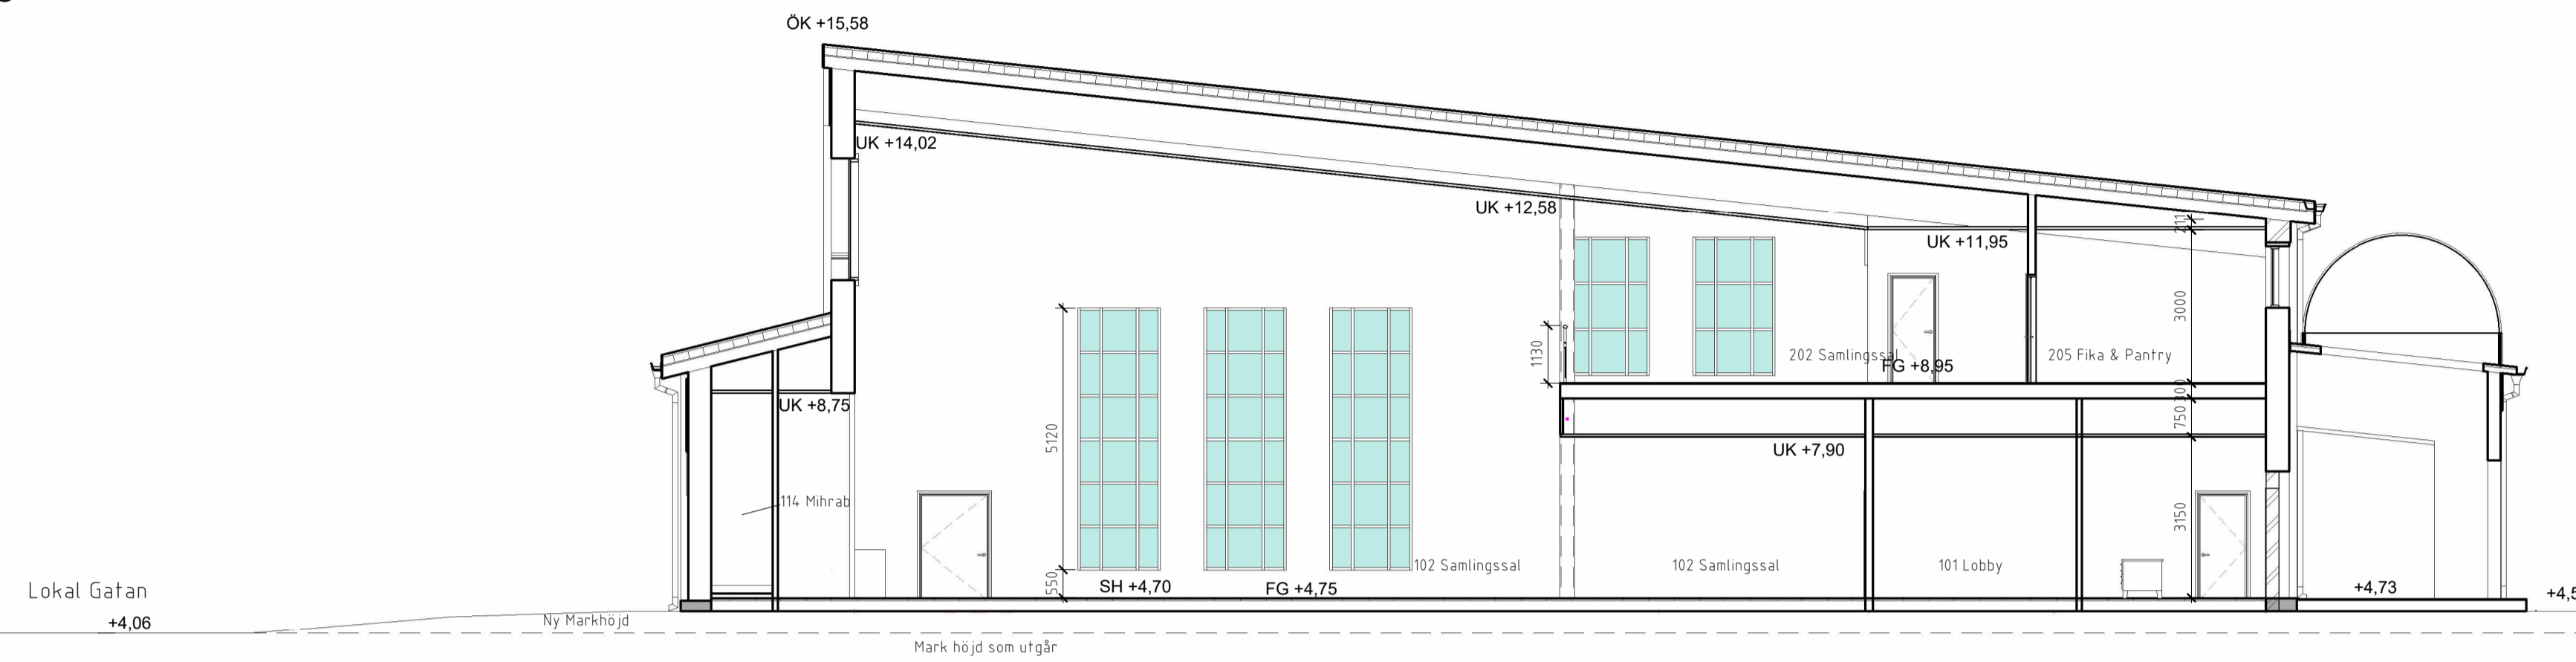 ÖK +15,58
UK +14,02
UK +12,58
UK +11,95
211
3000
1130
202 Samlingssal
205 Fika & Pantry
FG +8,95
300
UK +8,75
750
5120
UK +7,90
114 Mihrab
3150
102 Samlingssal
102 Samlingssal
101 Lobby
550
SH +4,70
FG +4,75
+4,73
Lokal Gatan
+4,06
Ny Markhöjd
Mark höjd som utgår